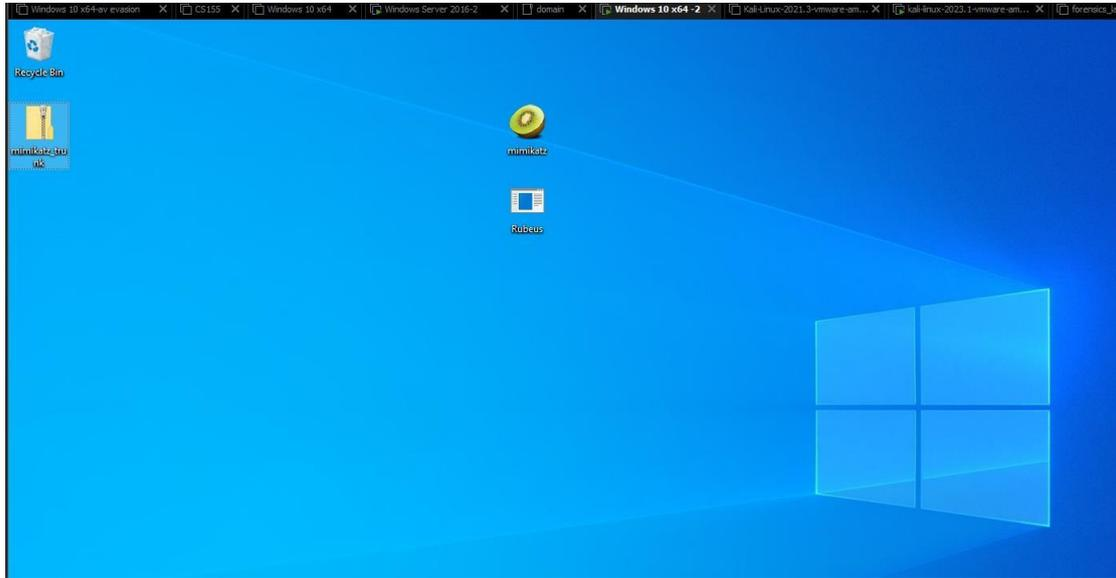 Windows 10 x64-av evasion
CS155
Windows 10 x64
Windows Server 2016-2
domain
Windows 10 x64 -2
Kali-Linux-2021.3-vmware-am...
kali-linux-2023.1-vmware-am...
forensics_le
Recycle Bin
mimikatz_tru
nk
mimikatz
Rubeus